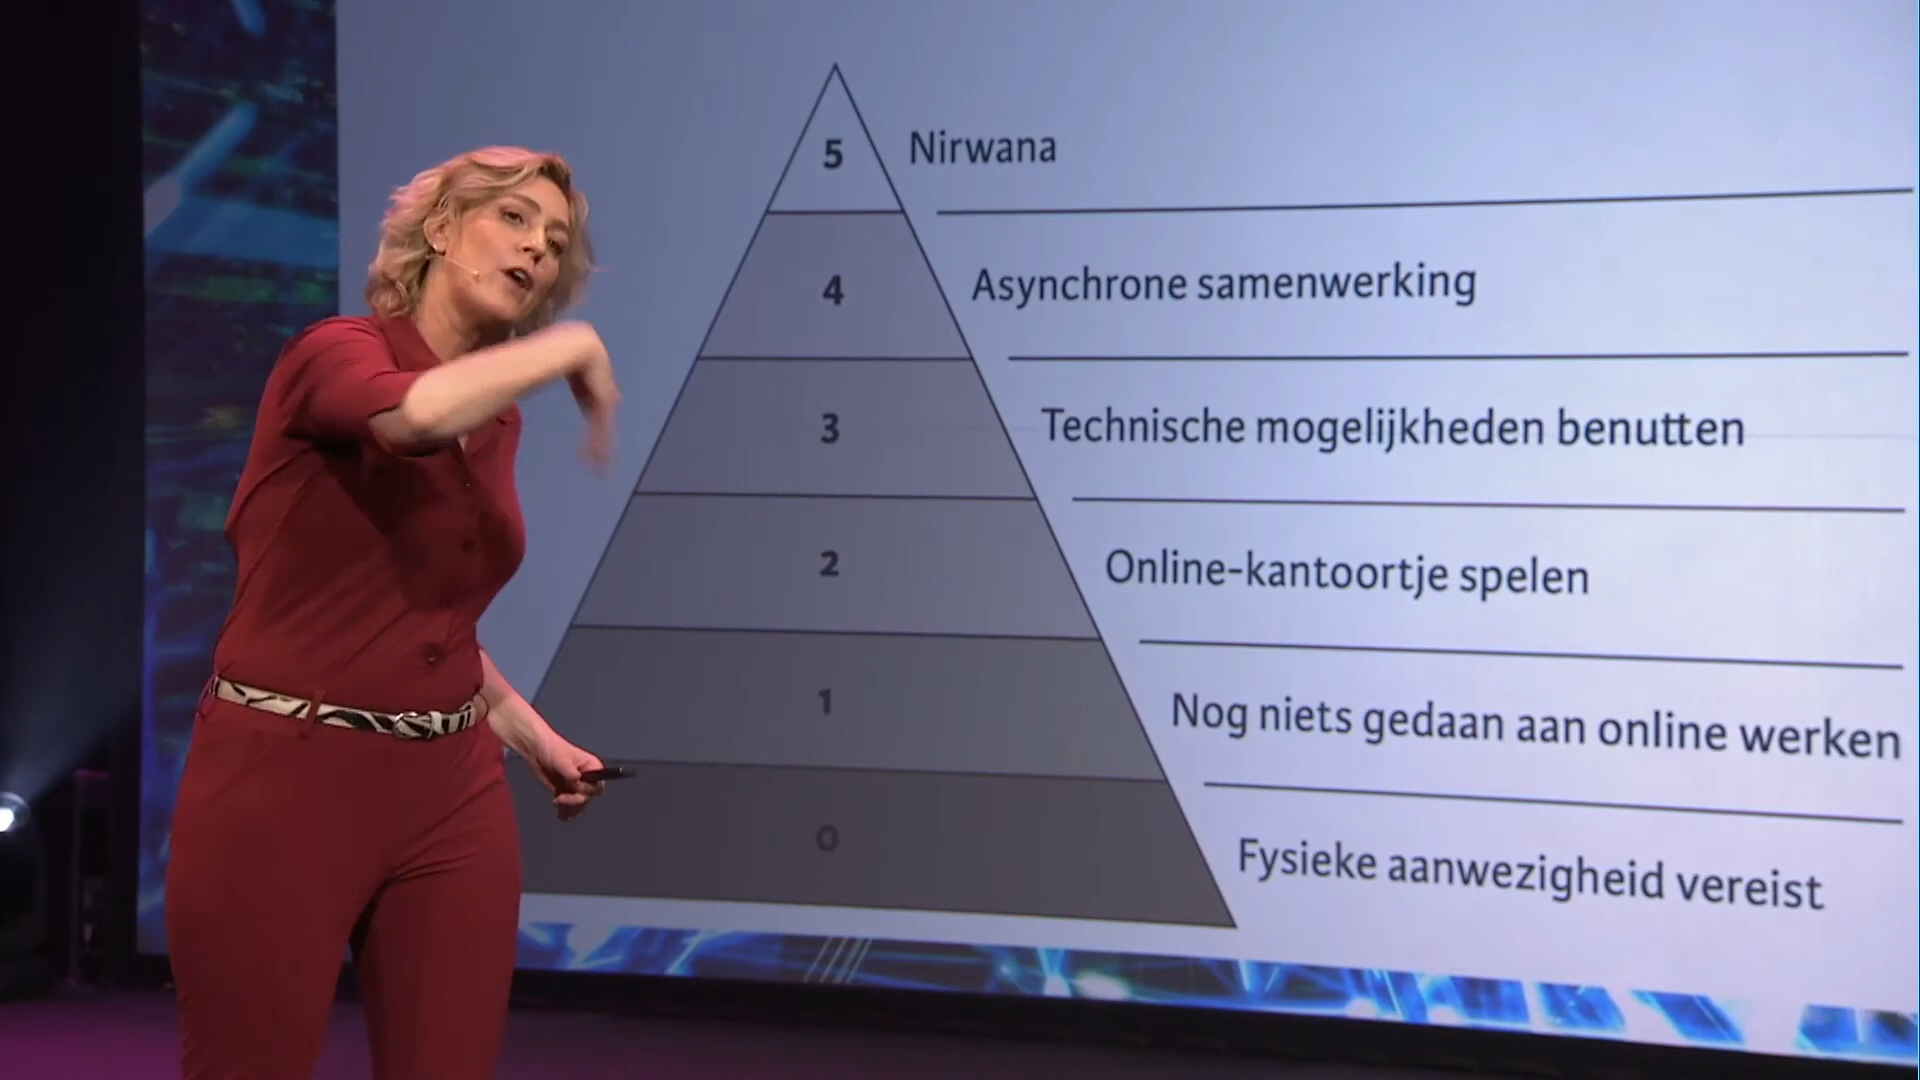 5 Nirwana
4 Asynchrone samenwerking
3 Technische mogelijkheden benutten
2 Online-kantoortje spelen
1 Nog niets gedaan aan online werken
0 Fysieke aanwezigheid vereist